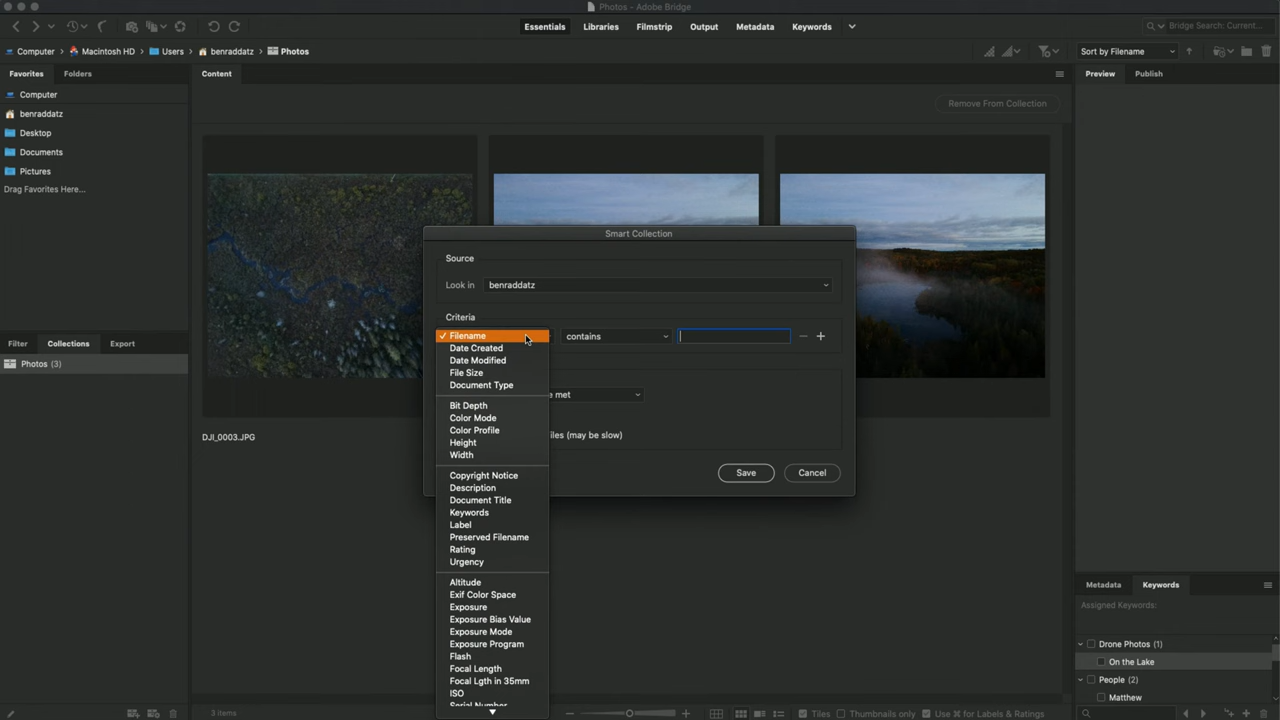 Photos - Adobe Bridge
Essentials Libraries Filmstrip Output Metadata Keywords
Bridge Search: Current...
Computer Macintosh HD Users benraddatz Photos
Sort by Filename
Favorites Folders
Content
Preview Publish
Computer
benraddatz
Desktop
Documents
Pictures
Drag Favorites Here...
Remove From Collection
Smart Collection
Source
Look in benraddatz
Criteria
✓ Filename
contains
Date Created
Date Modified
File Size
Document Type
Bit Depth
Color Mode
Color Profile
Height
Width
Copyright Notice
Description
Document Title
Keywords
Label
Preserved Filename
Rating
Urgency
Altitude
Exif Color Space
Exposure
Exposure Bias Value
Exposure Mode
Exposure Program
Flash
Focal Length
Focal Lgth in 35mm
ISO
Serial Number
e met
iles (may be slow)
Save Cancel
Filter Collections Export
Photos (3)
DJI_0003.JPG
Metadata Keywords
Assigned Keywords:
Drone Photos (1)
On the Lake
People (2)
Matthew
3 items
Tiles Thumbnails only Use ⌘ for Labels & Ratings